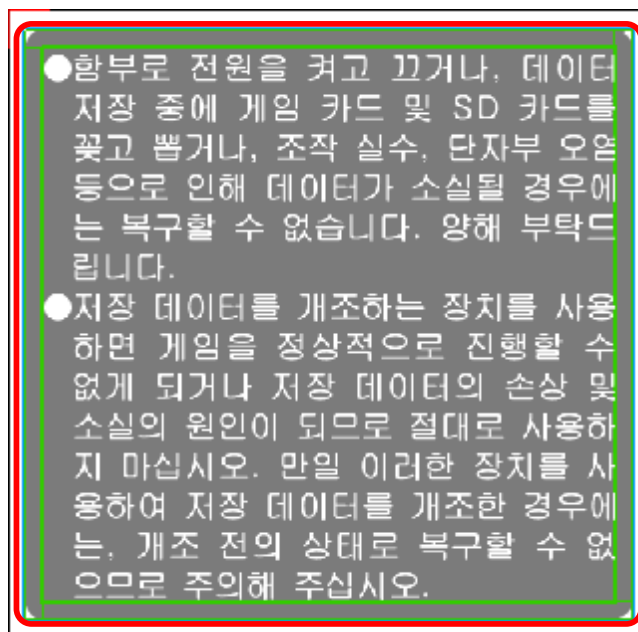 ●함부로 전원을 켜고 끄거나, 데이터
저장 중에 게임 카드 및 SD 카드를
꽂고 뽑거나, 조작 실수, 단자부 오염
등으로 인해 데이터가 소실될 경우에
는 복구할 수 없습니다. 양해 부탁드
립니다.
●저장 데이터를 개조하는 장치를 사용
하면 게임을 정상적으로 진행할 수
없게 되거나 저장 데이터의 손상 및
소실의 원인이 되므로 절대로 사용하
지 마십시오. 만일 이러한 장치를 사
용하여 저장 데이터를 개조한 경우에
는, 개조 전의 상태로 복구할 수 없
으므로 주의해 주십시오.